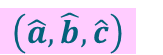 (â, b̂, ĉ)